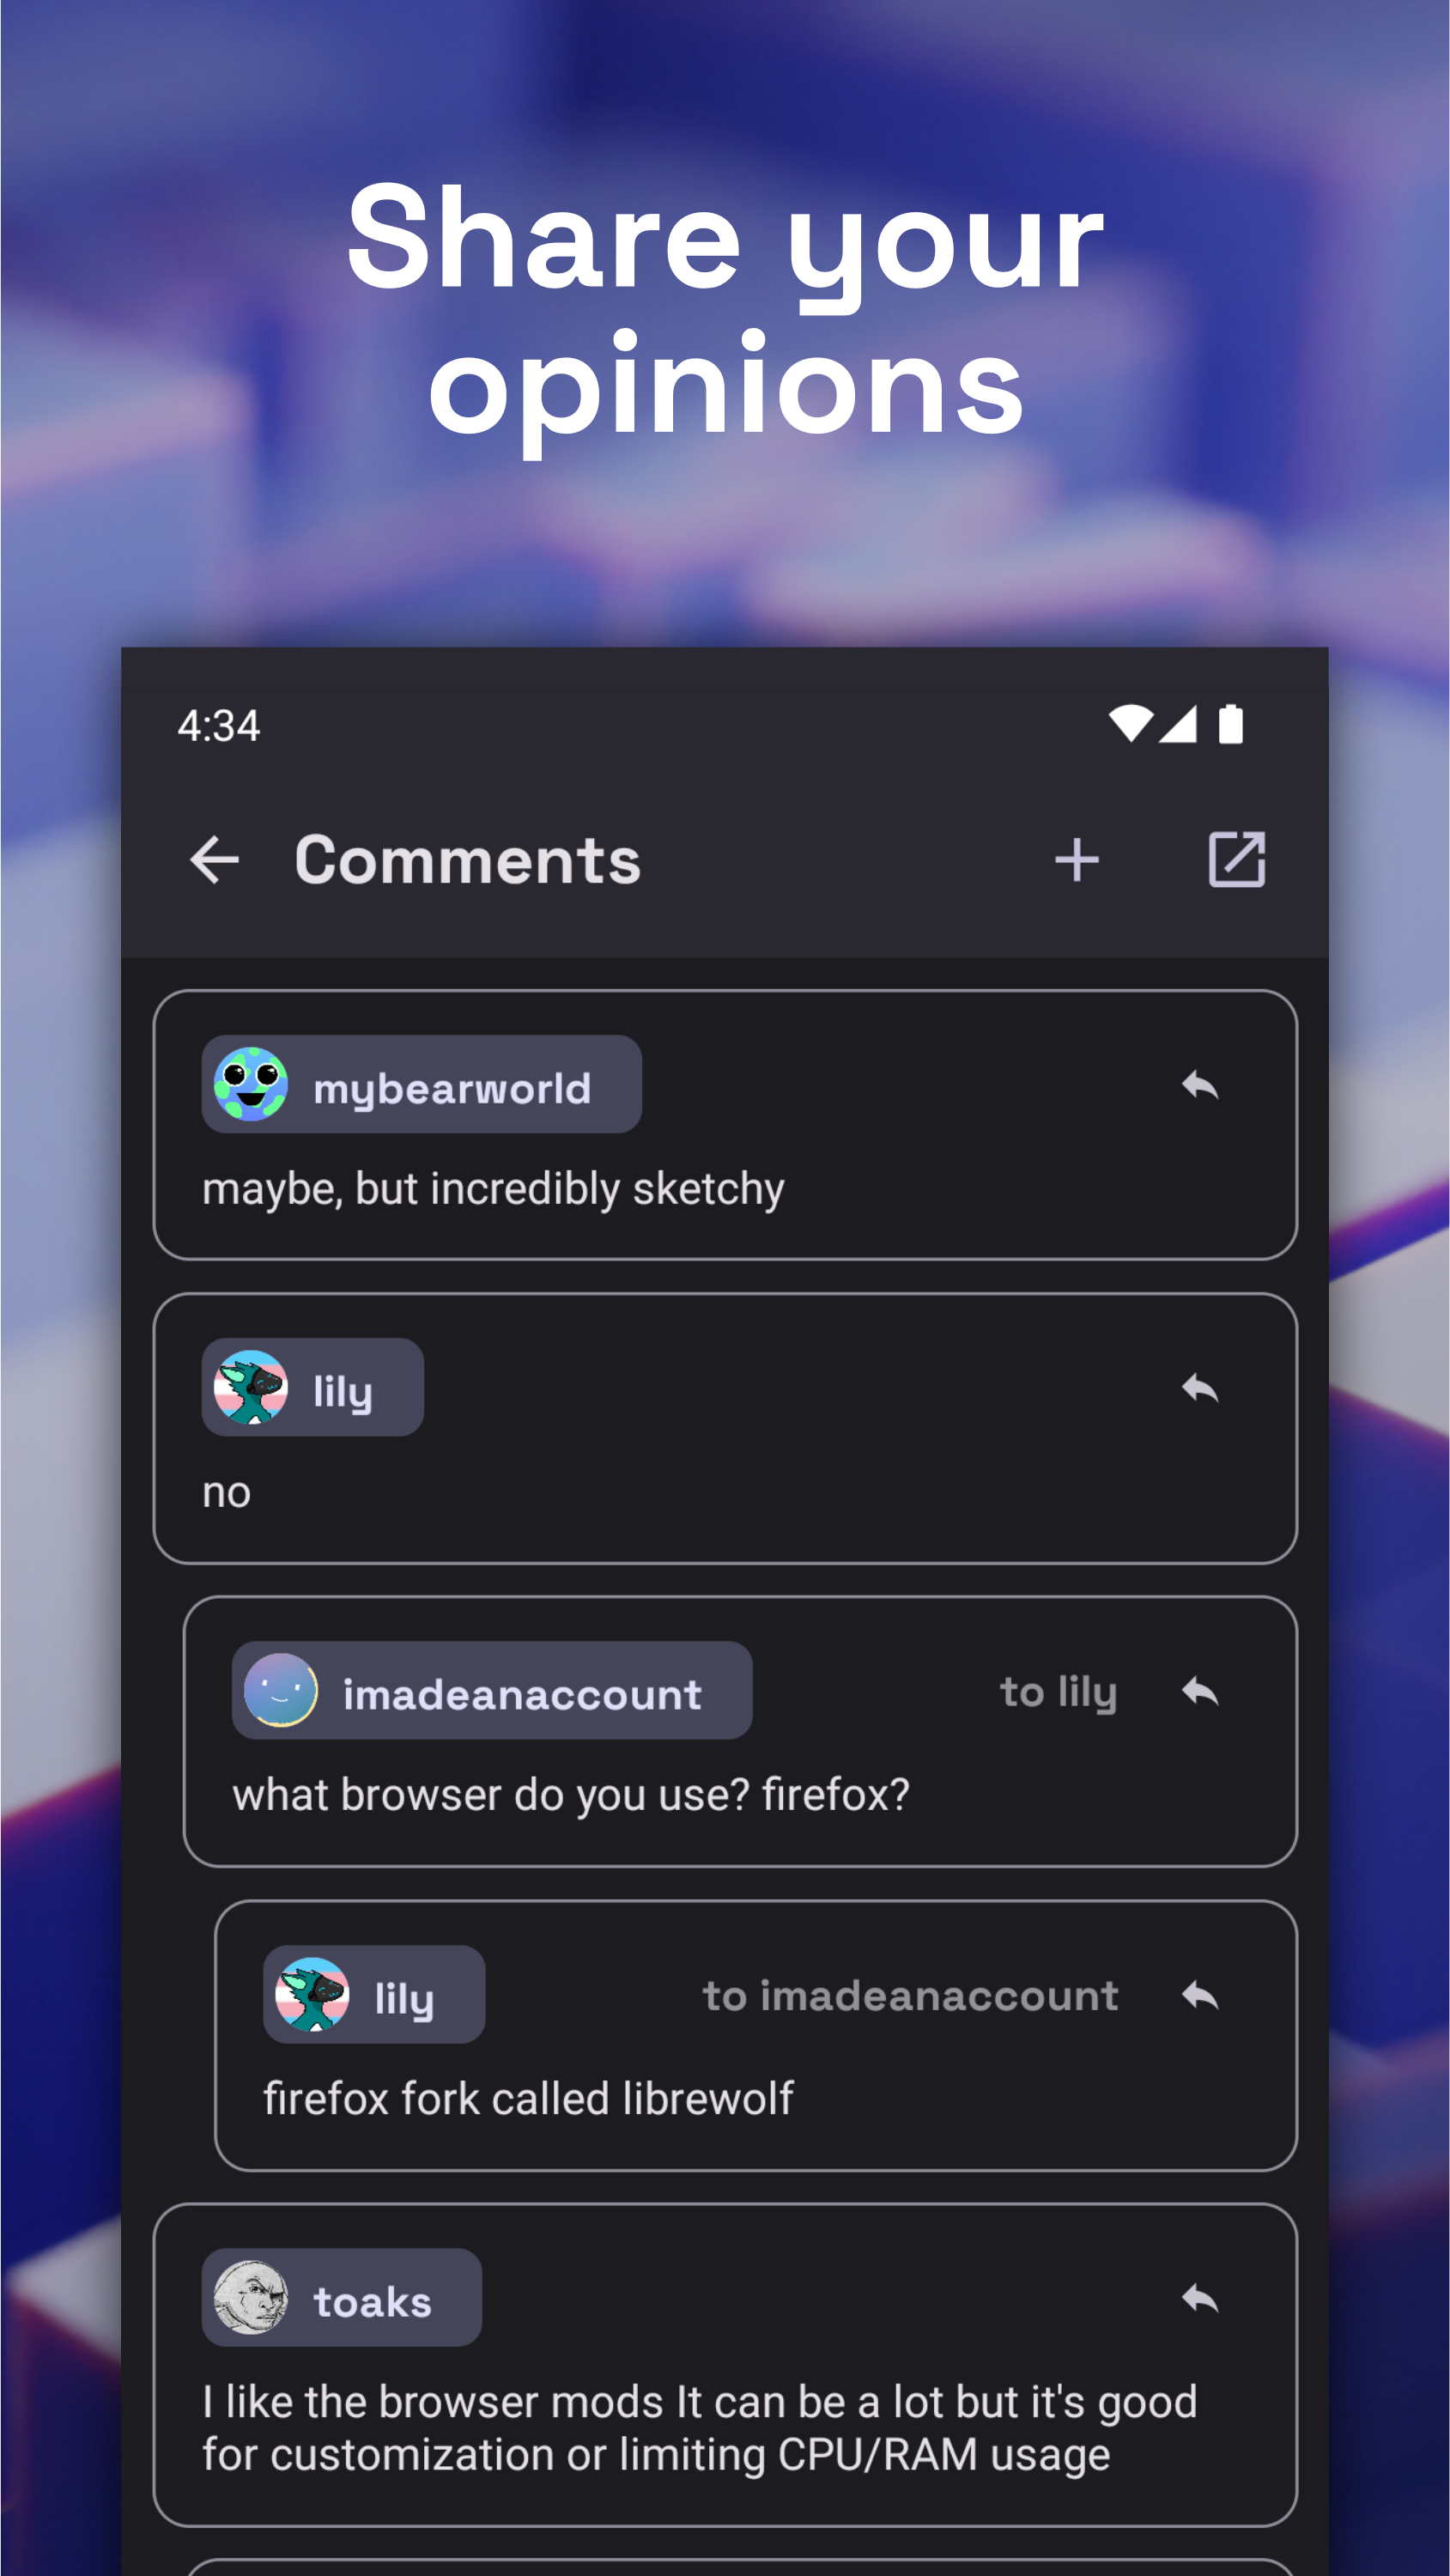 Share your
opinions
4:34
Comments
mybearworld
maybe, but incredibly sketchy
lily
no
imadeanaccount
to lily
what browser do you use? firefox?
lily
to imadeanaccount
firefox fork called librewolf
toaks
I like the browser mods It can be a lot but it's good
for customization or limiting CPU/RAM usage